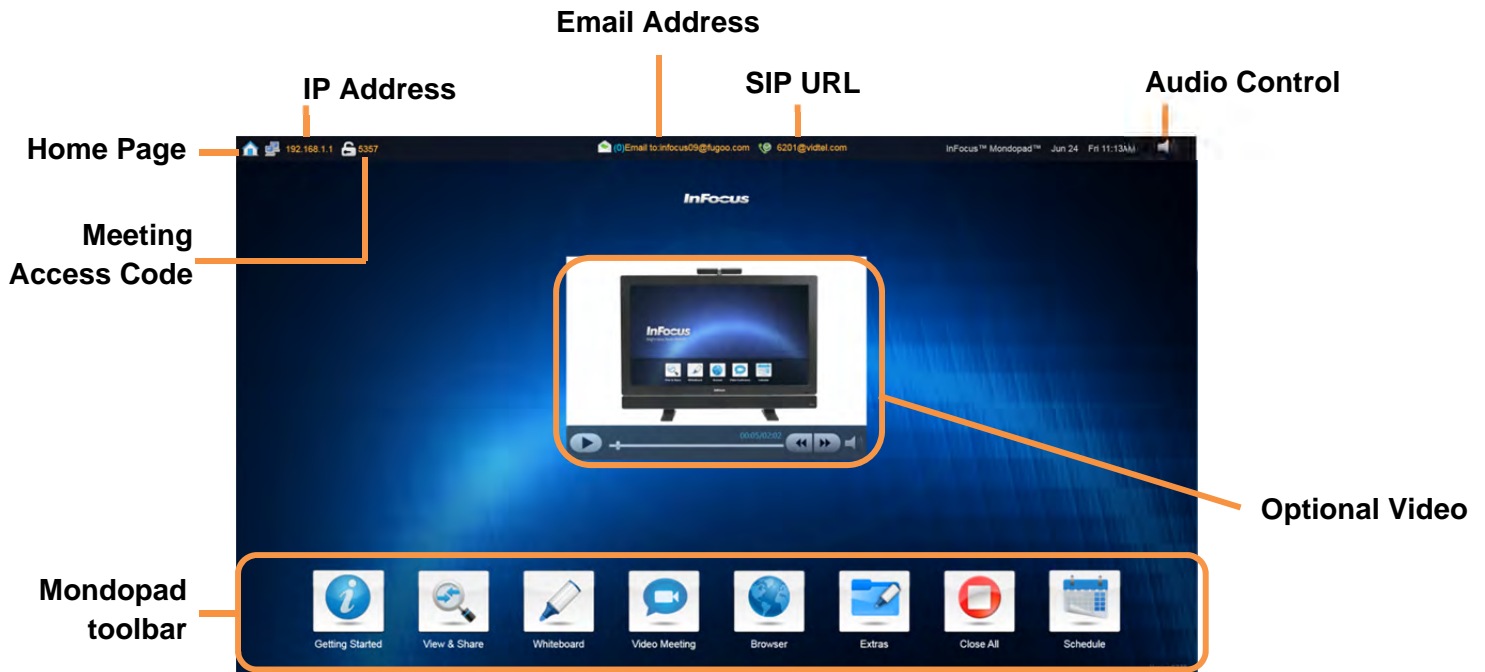 Email Address
IP Address
SIP URL
Audio Control
Home Page
192.168.1.1
5357
(0)Email to:infocus09@fugoo.com
6201@vidtel.com
InFocus™ Mondopad™ Jun 24 Fri 11:13AM
Meeting
Access Code
InFocus
InFocus
00:05/02:02
Optional Video
Mondopad
toolbar
Getting Started
View & Share
Whiteboard
Video Meeting
Browser
Extras
Close All
Schedule